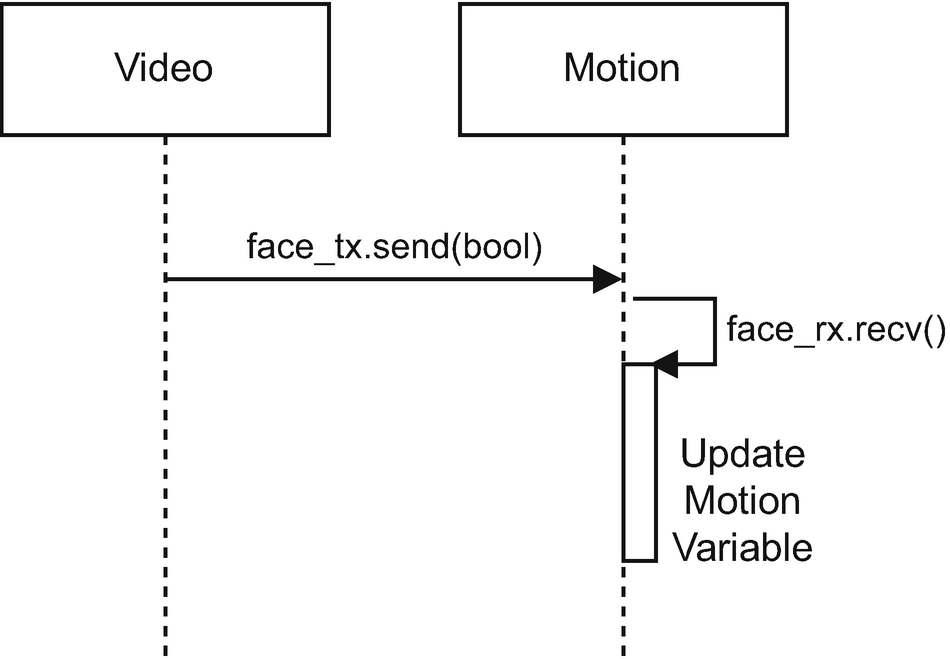 Video
Motion
face_tx.send(bool)
face_rx.recv()
Update
Motion
Variable